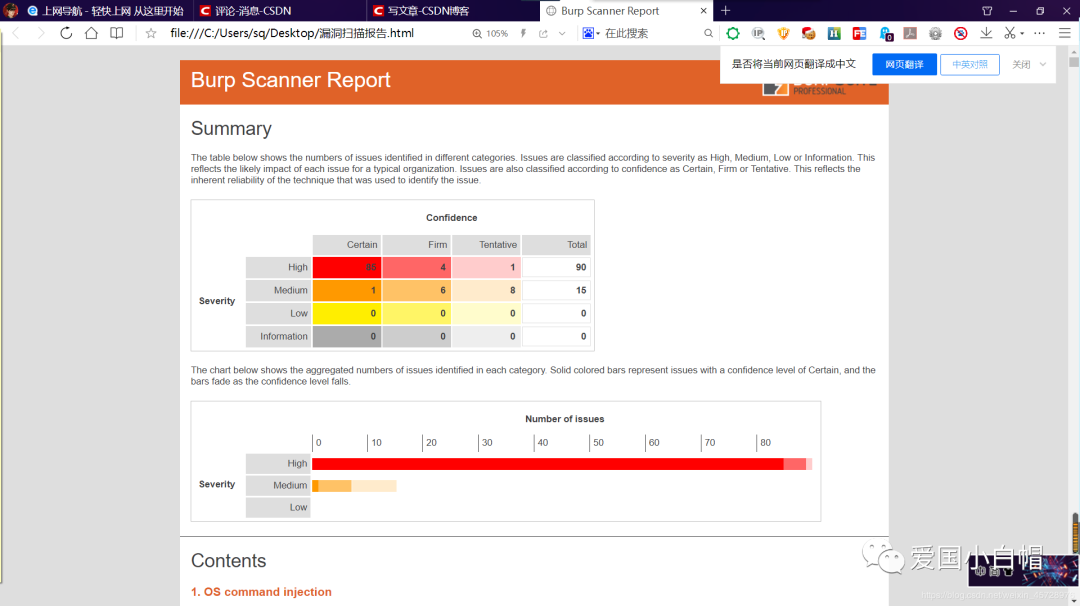 上网导航 - 轻快上网 从这里开始
评论-消息-CSDN
写文章-CSDN博客
Burp Scanner Report
file:///C:/Users/sq/Desktop/漏洞扫描报告.html
105%
在此搜索
是否将当前网页翻译成中文
网页翻译
中英对照
关闭
Burp Scanner Report
PROFESSIONAL
Summary
The table below shows the numbers of issues identified in different categories. Issues are classified according to severity as High, Medium, Low or Information. This
reflects the likely impact of each issue for a typical organization. Issues are also classified according to confidence as Certain, Firm or Tentative. This reflects the
inherent reliability of the technique that was used to identify the issue.
Confidence
Certain Firm Tentative Total
High 85 4 1 90
Medium 1 6 8 15
Severity
Low 0 0 0 0
Information 0 0 0 0
The chart below shows the aggregated numbers of issues identified in each category. Solid colored bars represent issues with a confidence level of Certain, and the
bars fade as the confidence level falls.
Number of issues
0 10 20 30 40 50 60 70 80
High
Severity
Medium
Low
Contents
1. OS command injection
爱国小白帽